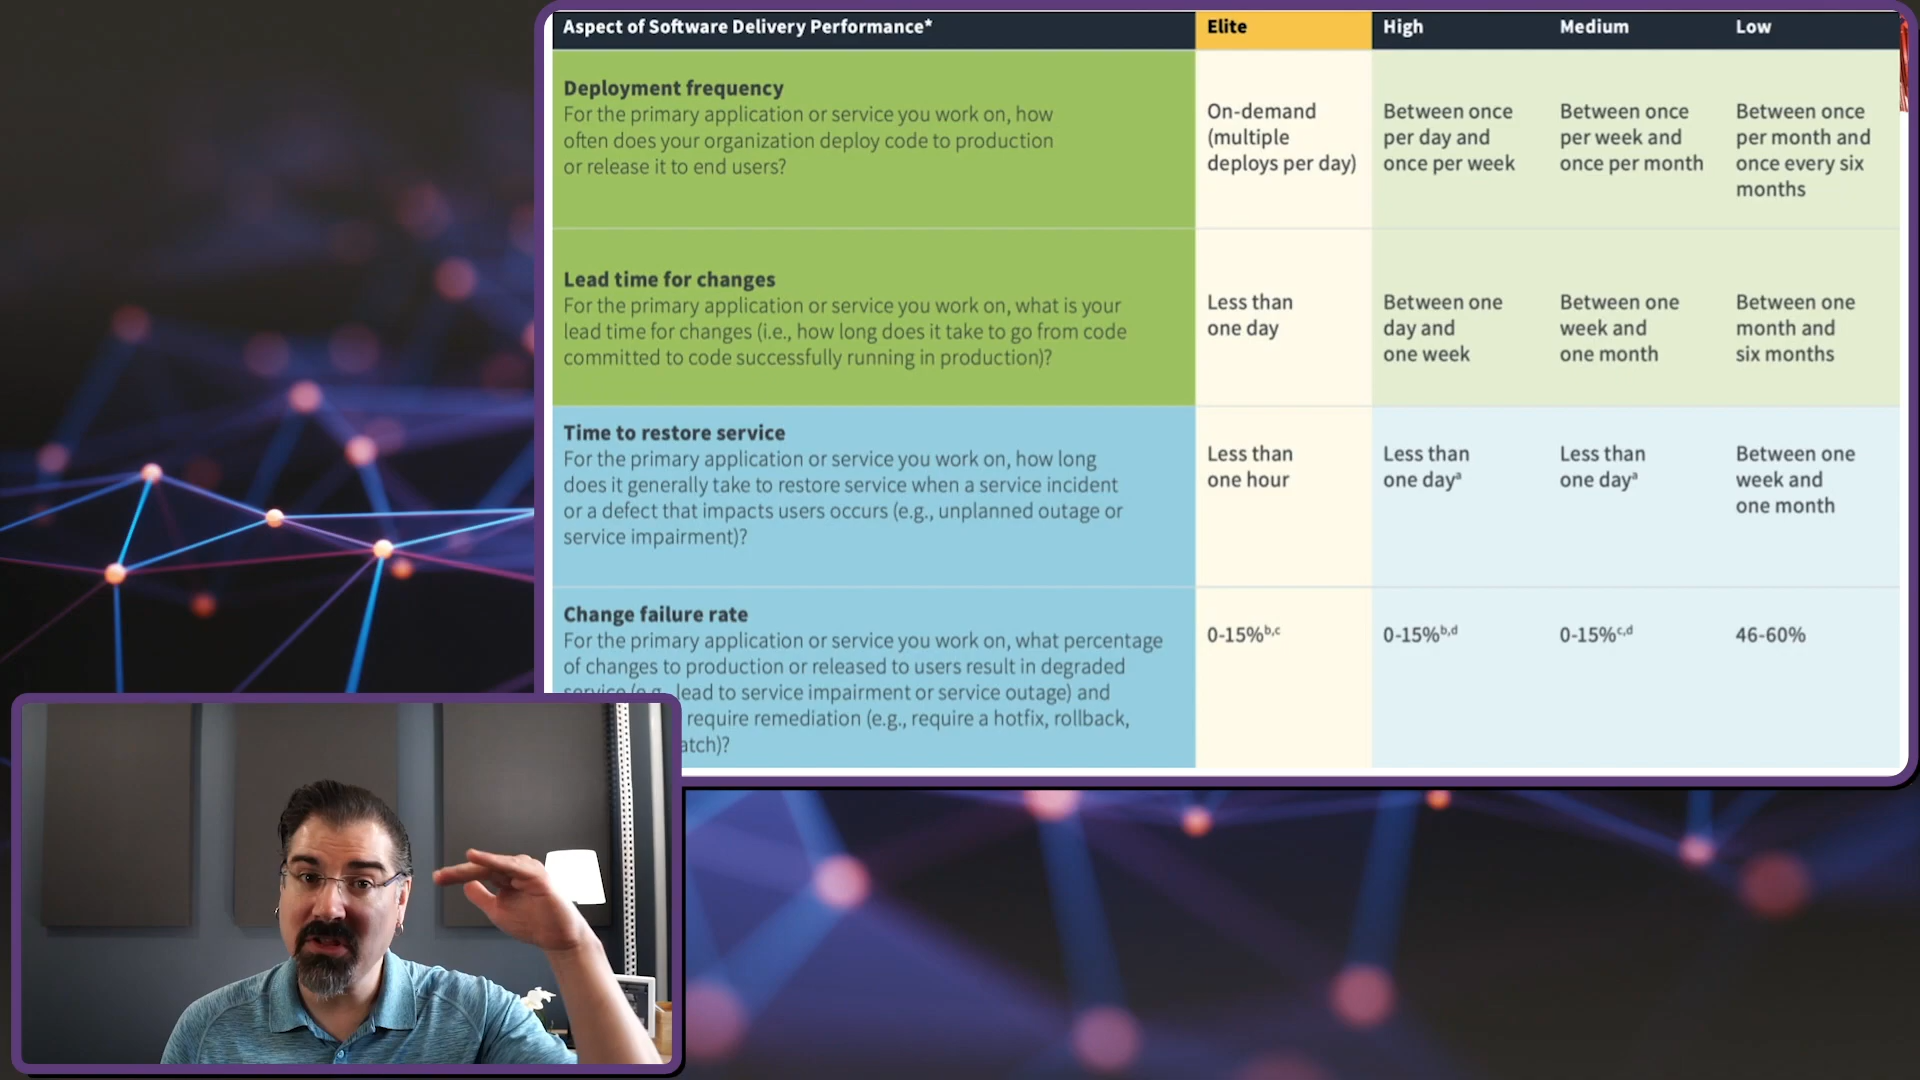 Aspect of Software Delivery Performance*
Elite
High
Medium
Low
Deployment frequency
For the primary application or service you work on, how
often does your organization deploy code to production
or release it to end users?
On-demand
(multiple
deploys per day)
Between once
per day and
once per week
Between once
per week and
once per month
Between once
per month and
once every six
months
Lead time for changes
For the primary application or service you work on, what is your
lead time for changes (i.e., how long does it take to go from code
committed to code successfully running in production)?
Less than
one day
Between one
day and
one week
Between one
week and
one month
Between one
month and
six months
Time to restore service
For the primary application or service you work on, how long
does it generally take to restore service when a service incident
or a defect that impacts users occurs (e.g., unplanned outage or
service impairment)?
Less than
one hour
Less than
one dayª
Less than
one dayª
Between one
week and
one month
Change failure rate
For the primary application or service you work on, what percentage
of changes to production or released to users result in degraded
service (e.g., lead to service impairment or service outage) and
require remediation (e.g., require a hotfix, rollback,
atch)?
0-15%ᵇ,ᶜ
0-15%ᵇ,ᵈ
0-15%ᶜ,ᵈ
46-60%